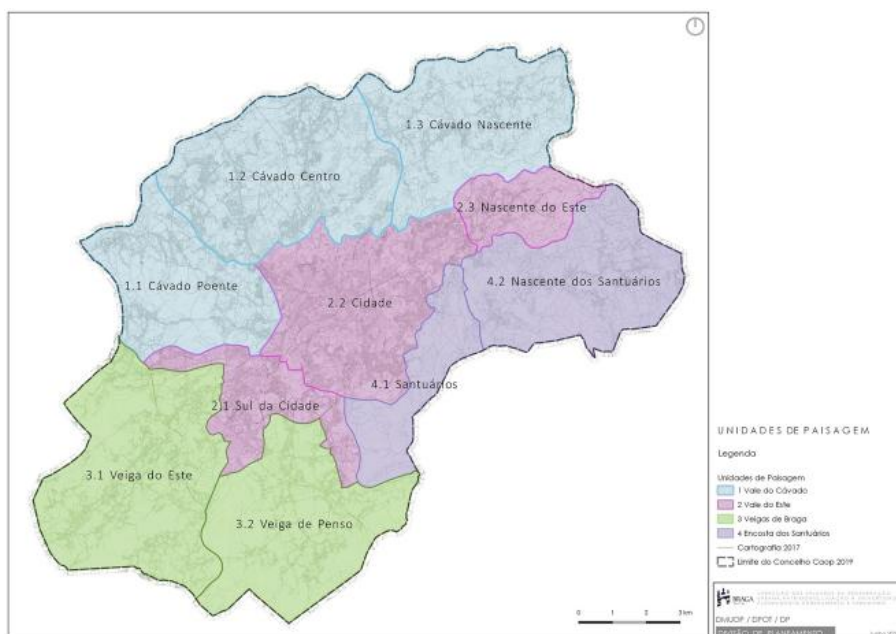 1.3 Cávado Nascente
1.2 Cávado Centro
2.3 Nascente do Este
1.1 Cávado Poente
2.2 Cidade
4.2 Nascente dos Santuários
4.1 Santuários
2.1 Sul da Cidade
3.1 Veiga do Este
3.2 Veiga de Penso
UNIDADES DE PAISAGEM
Legenda
Unidades de Paisagem
1 Vale do Cávado
2 Vale do Este
3 Veigas de Braga
4 Encosta dos Santuários
Cartografia 2017
Limite do Concelho Caop 2019
0 1 2 3 km
BRAGA
DMUOP / DPOT / DP
DIVISÃO DE PLANEAMENTO